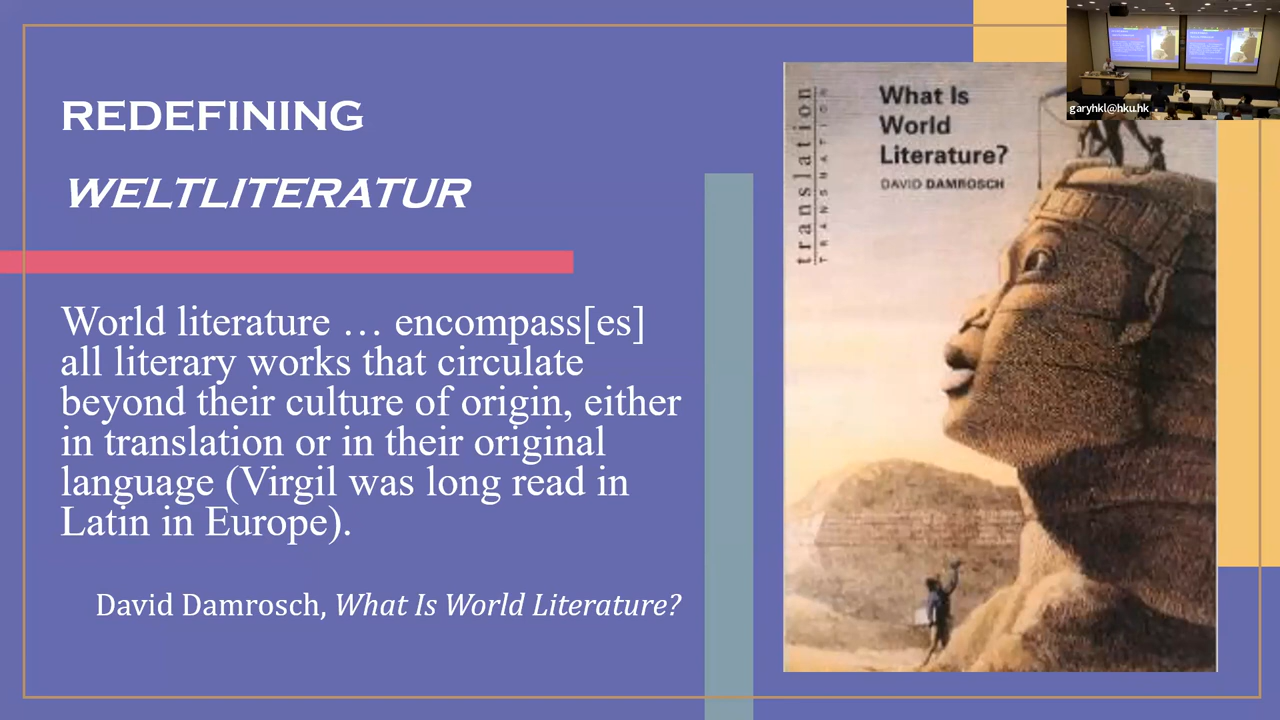 REDEFINING
WELTLITERATUR
World literature … encompass[es]
all literary works that circulate
beyond their culture of origin, either
in translation or in their original
language (Virgil was long read in
Latin in Europe).
David Damrosch, What Is World Literature?
translation
TRANSNATION
What Is
World
Literature?
DAVID DAMROSCH
garyhkl@hku.hk